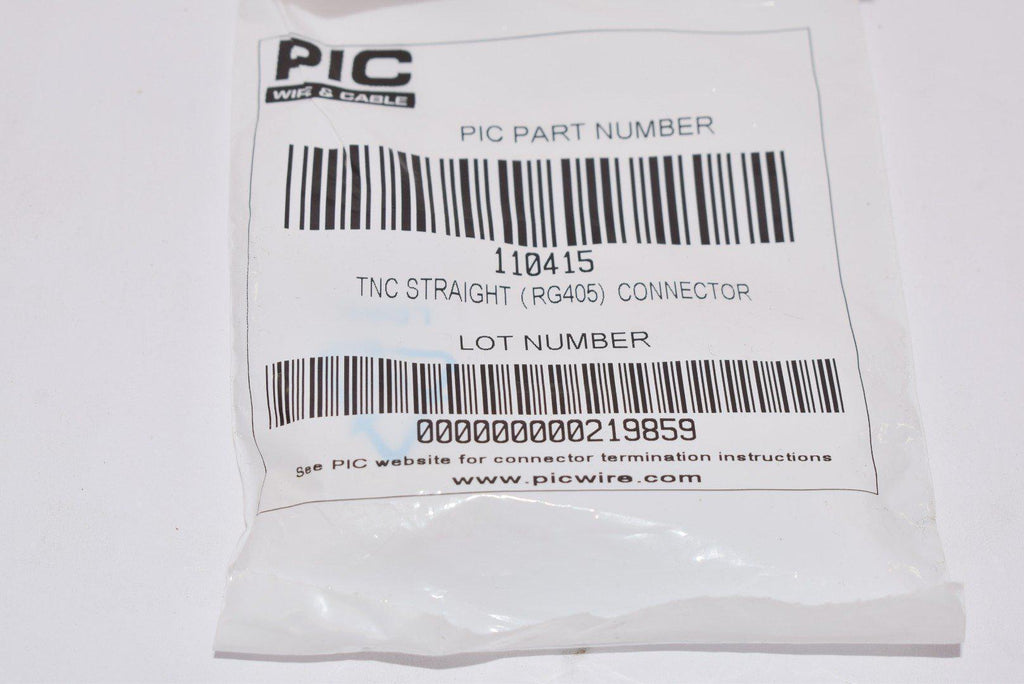 PIC
WIRE & CABLE
PIC PART NUMBER
110415
TNC STRAIGHT (RG405) CONNECTOR
LOT NUMBER
000000000219859
See PIC website for connector termination instructions
www.picwire.com